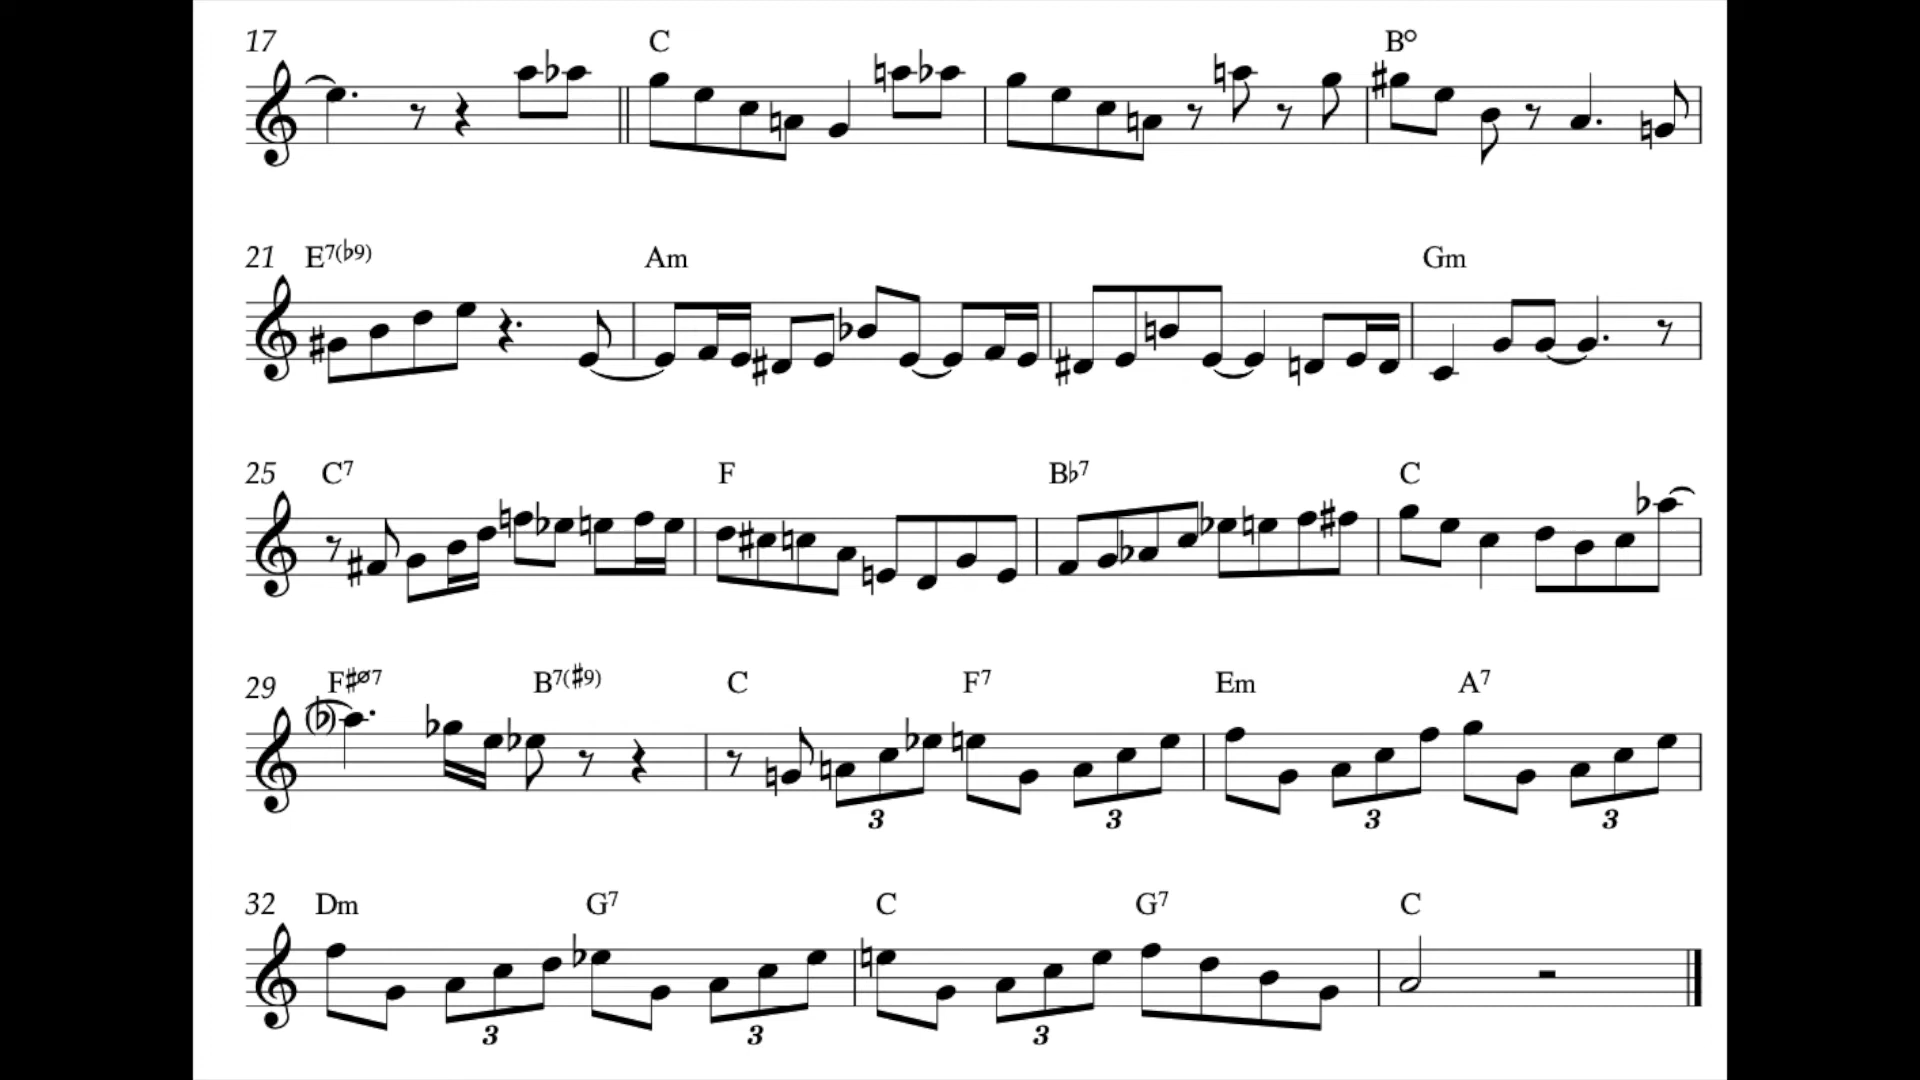 17 C B°
21 E7(♭9) Am Gm
25 C7 F B♭7 C
29 F♯ø7 B7(♯9) C F7 Em A7
3 3 3 3
32 Dm G7 C G7 C
3 3 3